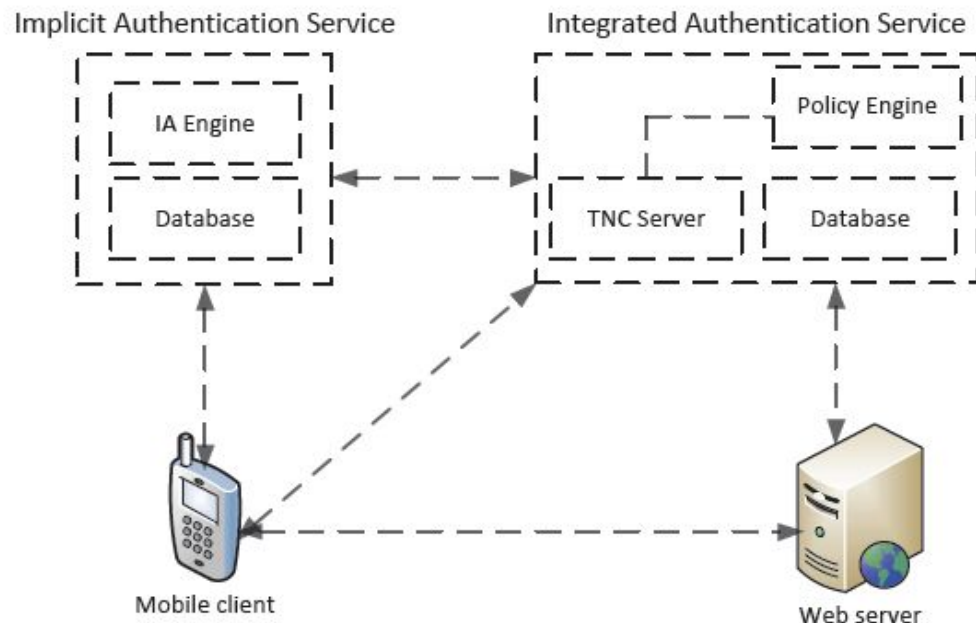 Implicit Authentication Service
Integrated Authentication Service
IA Engine
Policy Engine
Database
TNC Server
Database
Mobile client
Web server